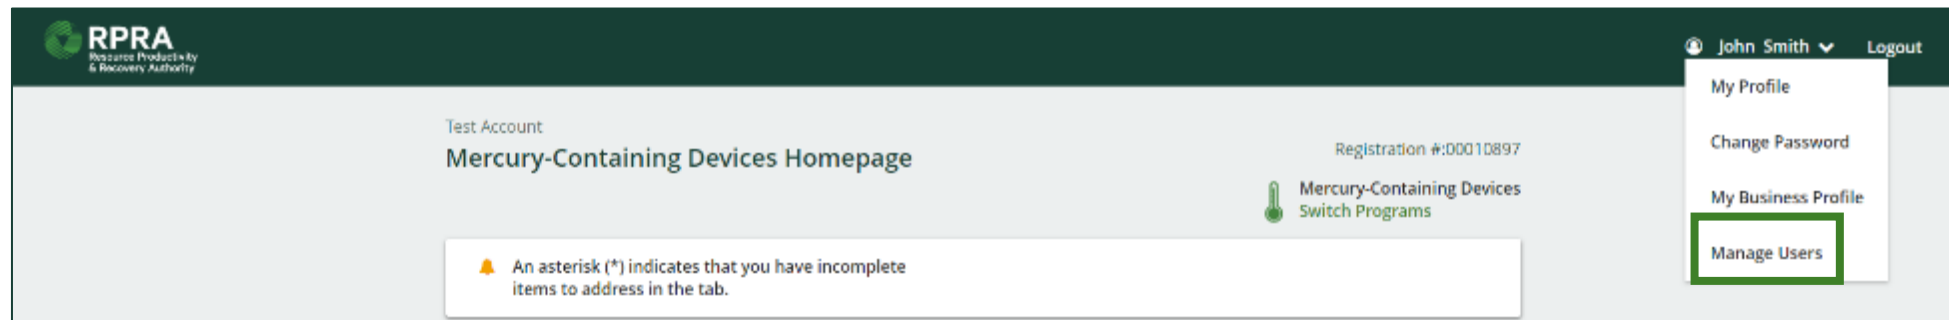 RPRA
Resource Productivity
& Recovery Authority
John Smith
Logout
My Profile
Change Password
My Business Profile
Manage Users
Test Account
Mercury-Containing Devices Homepage
Registration #:00010897
Mercury-Containing Devices
Switch Programs
An asterisk (*) indicates that you have incomplete
items to address in the tab.